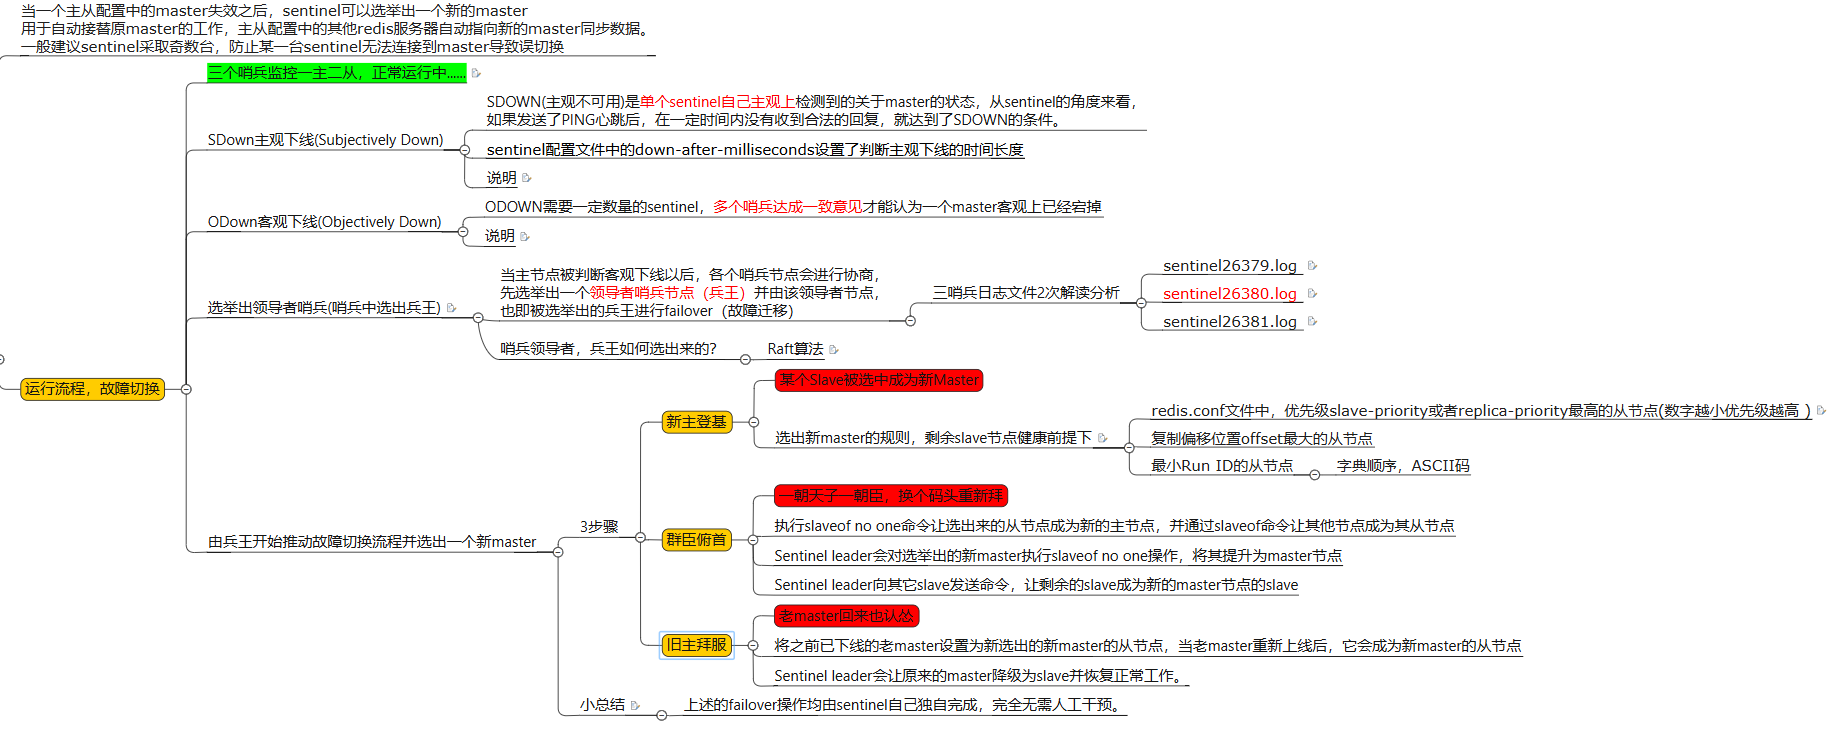 当一个主从配置中的master失效之后，sentinel可以选举出一个新的master
用于自动接替原master的工作，主从配置中的其他redis服务器自动指向新的master同步数据。
一般建议sentinel采取奇数台，防止某一台sentinel无法连接到master导致误切换
运行流程，故障切换
三个哨兵监控一主二从，正常运行中......
SDown主观下线(Subjectively Down)
SDOWN(主观不可用)是单个sentinel自己主观上检测到的关于master的状态，从sentinel的角度来看，
如果发送了PING心跳后，在一定时间内没有收到合法的回复，就达到了SDOWN的条件。
sentinel配置文件中的down-after-milliseconds设置了判断主观下线的时间长度
说明
ODown客观下线(Objectively Down)
ODOWN需要一定数量的sentinel，多个哨兵达成一致意见才能认为一个master客观上已经宕掉
说明
选举出领导者哨兵(哨兵中选出兵王)
当主节点被判断客观下线以后，各个哨兵节点会进行协商，
先选举出一个领导者哨兵节点（兵王）并由该领导者节点，
也即被选举出的兵王进行failover（故障迁移）
三哨兵日志文件2次解读分析
sentinel26379.log
sentinel26380.log
sentinel26381.log
哨兵领导者，兵王如何选出来的？
Raft算法
由兵王开始推动故障切换流程并选出一个新master
3步骤
新主登基
某个Slave被选中成为新Master
选出新master的规则，剩余slave节点健康前提下
redis.conf文件中，优先级slave-priority或者replica-priority最高的从节点(数字越小优先级越高 )
复制偏移位置offset最大的从节点
最小Run ID的从节点
字典顺序，ASCII码
群臣俯首
一朝天子一朝臣，换个码头重新拜
执行slaveof no one命令让选出来的从节点成为新的主节点，并通过slaveof命令让其他节点成为其从节点
Sentinel leader会对选举出的新master执行slaveof no one操作，将其提升为master节点
Sentinel leader向其它slave发送命令，让剩余的slave成为新的master节点的slave
旧主拜服
老master回来也认怂
将之前已下线的老master设置为新选出的新master的从节点，当老master重新上线后，它会成为新master的从节点
Sentinel leader会让原来的master降级为slave并恢复正常工作。
小总结
上述的failover操作均由sentinel自己独自完成，完全无需人工干预。